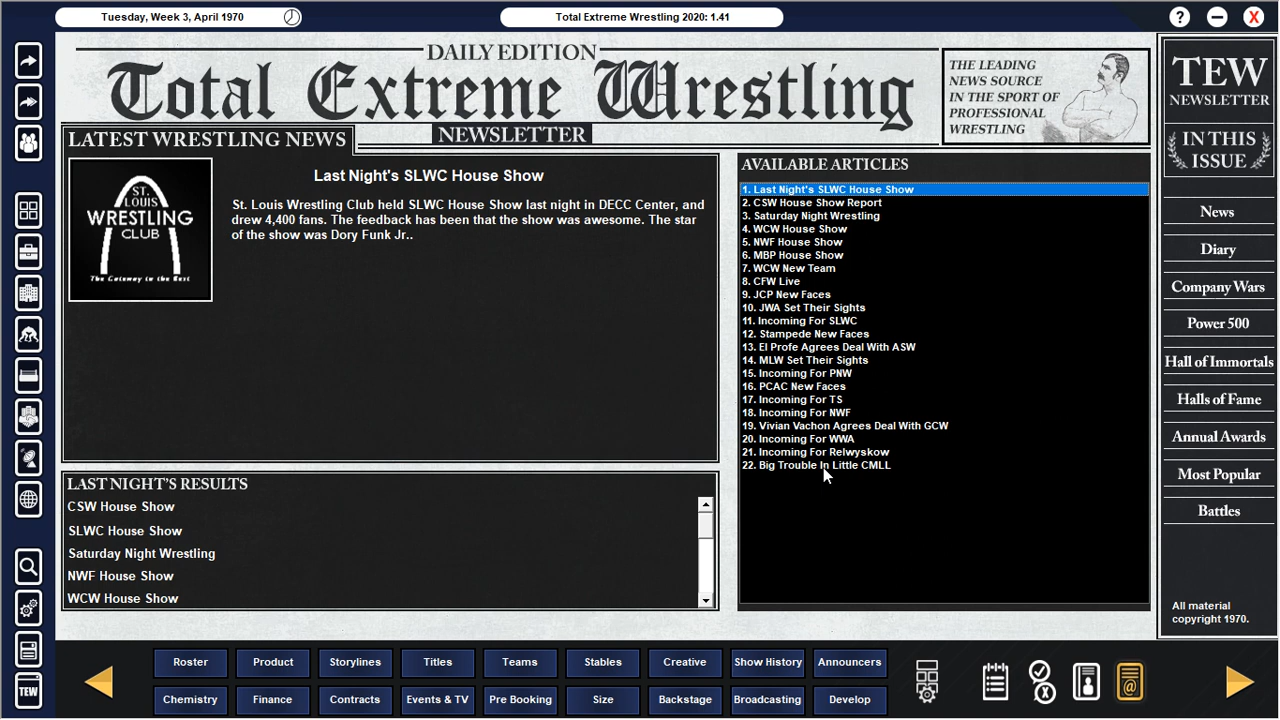 Tuesday, Week 3, April 1970
Total Extreme Wrestling 2020: 1.41
?
X
DAILY EDITION
Total Extreme Wrestling
NEWSLETTER
THE LEADING
NEWS SOURCE
IN THE SPORT OF
PROFESSIONAL
WRESTLING
TEW
NEWSLETTER
IN THIS
ISSUE
LATEST WRESTLING NEWS
ST.
LOUIS
WRESTLING
CLUB
The Gateway to the Best
Last Night's SLWC House Show
St. Louis Wrestling Club held SLWC House Show last night in DECC Center, and
drew 4,400 fans. The feedback has been that the show was awesome. The star
of the show was Dory Funk Jr..
AVAILABLE ARTICLES
1. Last Night's SLWC House Show
2. CSW House Show Report
3. Saturday Night Wrestling
4. WCW House Show
5. NWF House Show
6. MBP House Show
7. WCW New Team
8. CFW Live
9. JCP New Faces
10. JWA Set Their Sights
11. Incoming For SLWC
12. Stampede New Faces
13. El Profe Agrees Deal With ASW
14. MLW Set Their Sights
15. Incoming For PNW
16. PCAC New Faces
17. Incoming For TS
18. Incoming For NWF
19. Vivian Vachon Agrees Deal With GCW
20. Incoming For WWA
21. Incoming For Relwyskow
22. Big Trouble In Little CMLL
News
Diary
Company Wars
Power 500
Hall of Immortals
Halls of Fame
Annual Awards
Most Popular
Battles
All material
copyright 1970.
LAST NIGHT'S RESULTS
CSW House Show
SLWC House Show
Saturday Night Wrestling
NWF House Show
WCW House Show
TEW
Roster
Product
Storylines
Titles
Teams
Stables
Creative
Show History
Announcers
Chemistry
Finance
Contracts
Events & TV
Pre Booking
Size
Backstage
Broadcasting
Develop